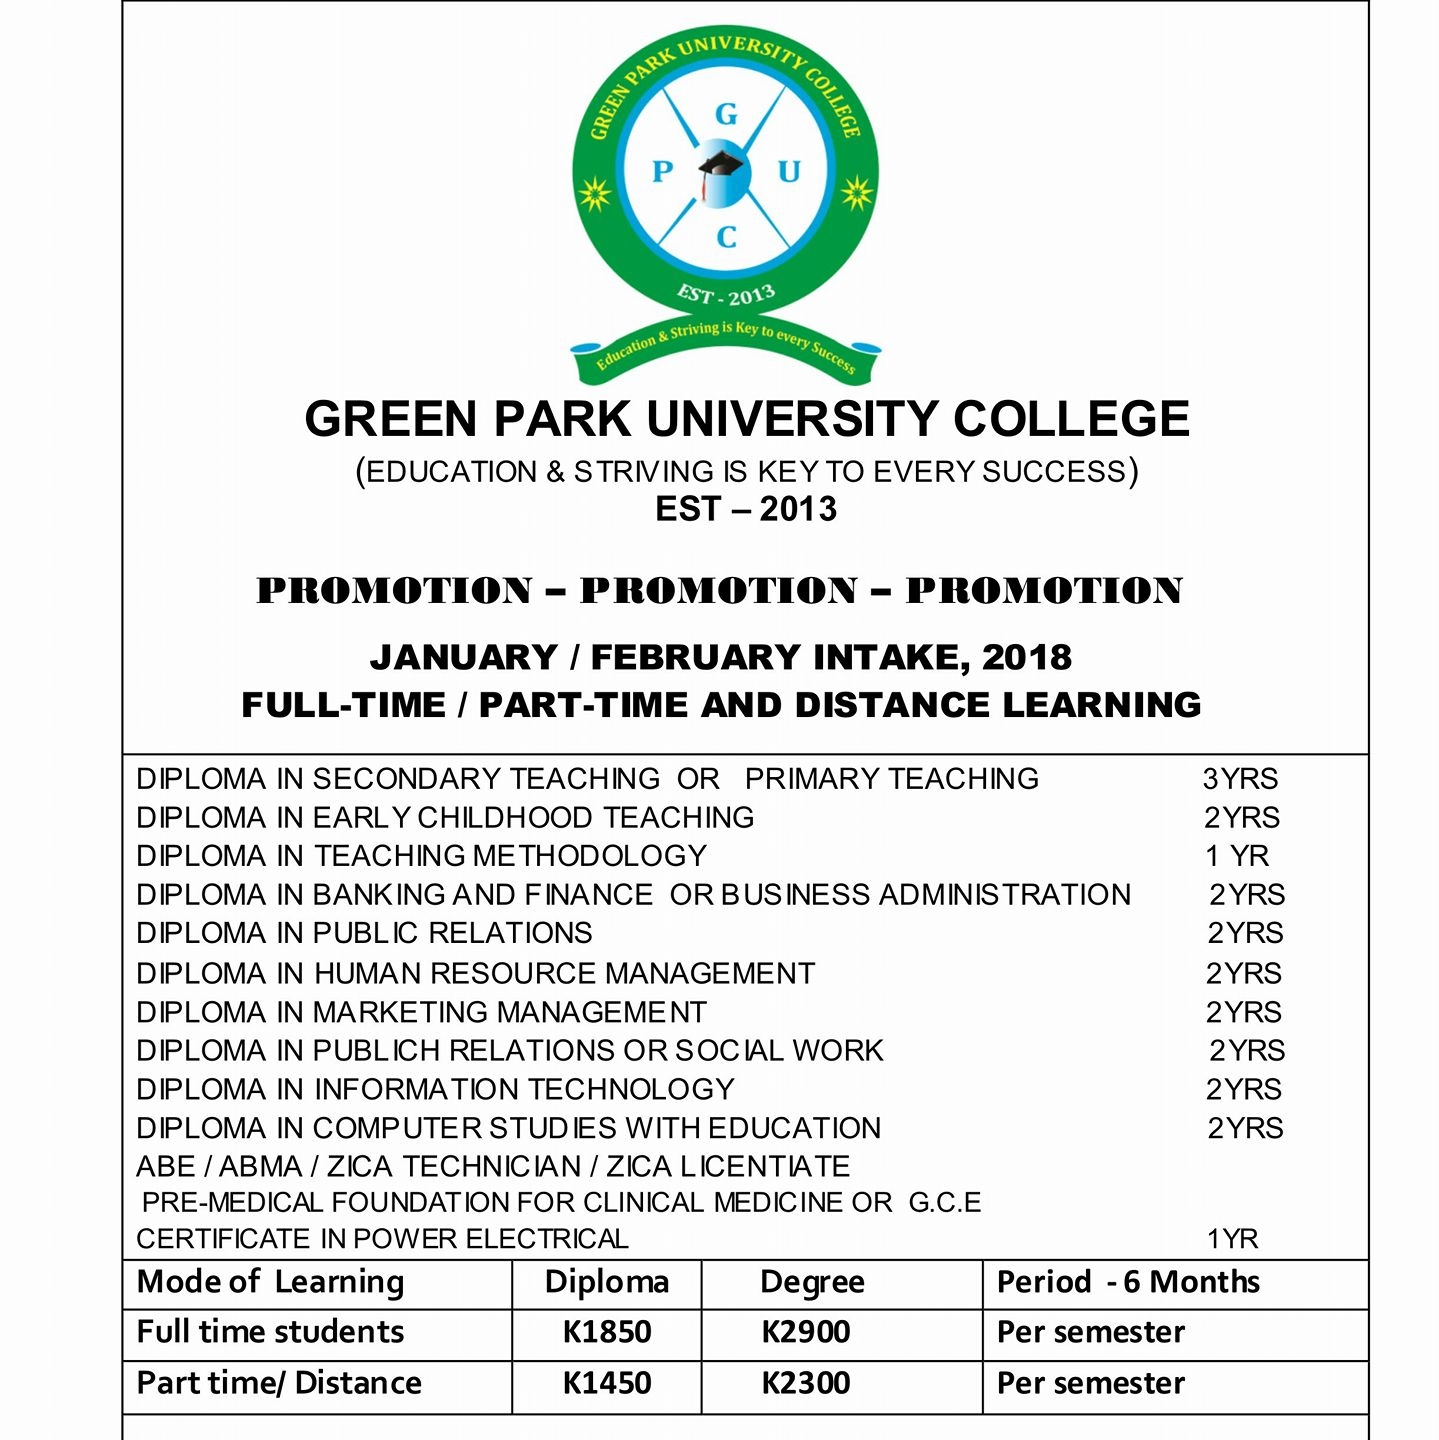 GREEN PARK UNIVERSITY COLLEGE
G
P U
C
EST - 2013
Education & Striving is Key to every Success
GREEN PARK UNIVERSITY COLLEGE
(EDUCATION & STRIVING IS KEY TO EVERY SUCCESS)
EST – 2013
PROMOTION – PROMOTION – PROMOTION
JANUARY / FEBRUARY INTAKE, 2018
FULL-TIME / PART-TIME AND DISTANCE LEARNING
DIPLOMA IN SECONDARY TEACHING OR PRIMARY TEACHING 3YRS
DIPLOMA IN EARLY CHILDHOOD TEACHING 2YRS
DIPLOMA IN TEACHING METHODOLOGY 1 YR
DIPLOMA IN BANKING AND FINANCE OR BUSINESS ADMINISTRATION 2YRS
DIPLOMA IN PUBLIC RELATIONS 2YRS
DIPLOMA IN HUMAN RESOURCE MANAGEMENT 2YRS
DIPLOMA IN MARKETING MANAGEMENT 2YRS
DIPLOMA IN PUBLICH RELATIONS OR SOCIAL WORK 2YRS
DIPLOMA IN INFORMATION TECHNOLOGY 2YRS
DIPLOMA IN COMPUTER STUDIES WITH EDUCATION 2YRS
ABE / ABMA / ZICA TECHNICIAN / ZICA LICENTIATE
PRE-MEDICAL FOUNDATION FOR CLINICAL MEDICINE OR G.C.E
CERTIFICATE IN POWER ELECTRICAL 1YR
Mode of Learning Diploma Degree Period - 6 Months
Full time students K1850 K2900 Per semester
Part time/ Distance K1450 K2300 Per semester